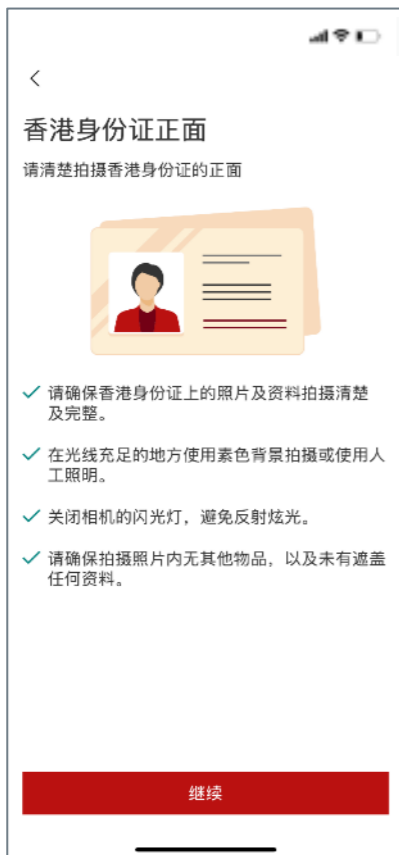 香港身份证正面
请清楚拍摄香港身份证的正面
请确保香港身份证上的照片及资料拍摄清楚
及完整。
在光线充足的地方使用素色背景拍摄或使用人
工照明。
关闭相机的闪光灯，避免反射炫光。
请确保拍摄照片内无其他物品，以及未有遮盖
任何资料。
继续